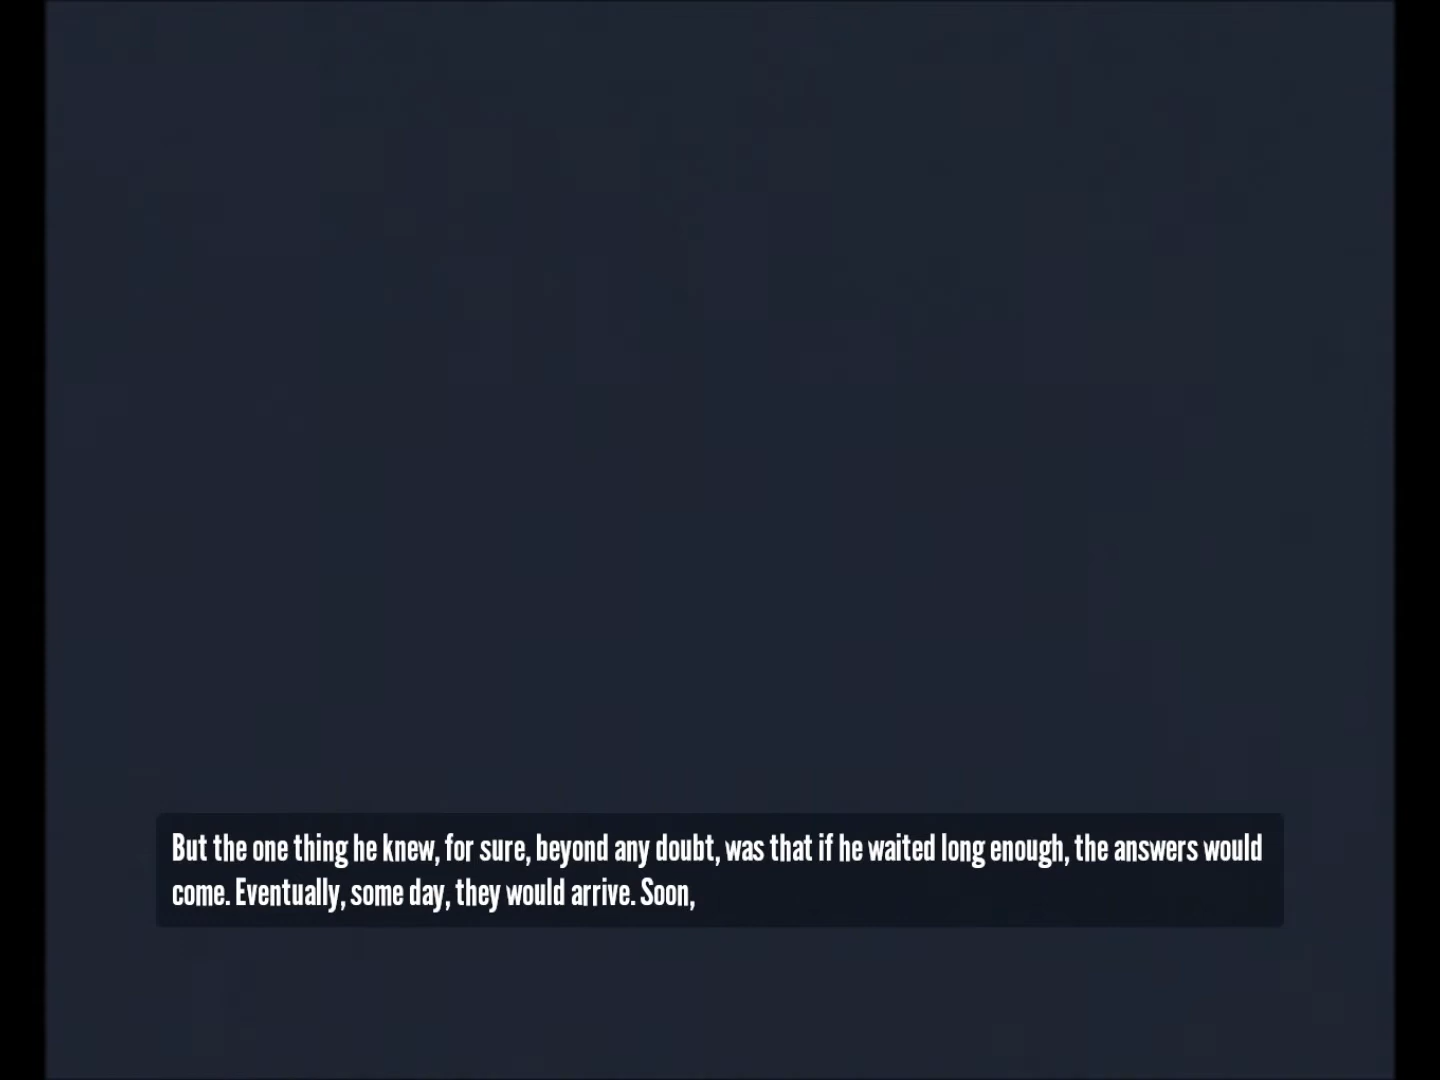 But the one thing he knew, for sure, beyond any doubt, was that if he waited long enough, the answers would
come. Eventually, some day, they would arrive. Soon,